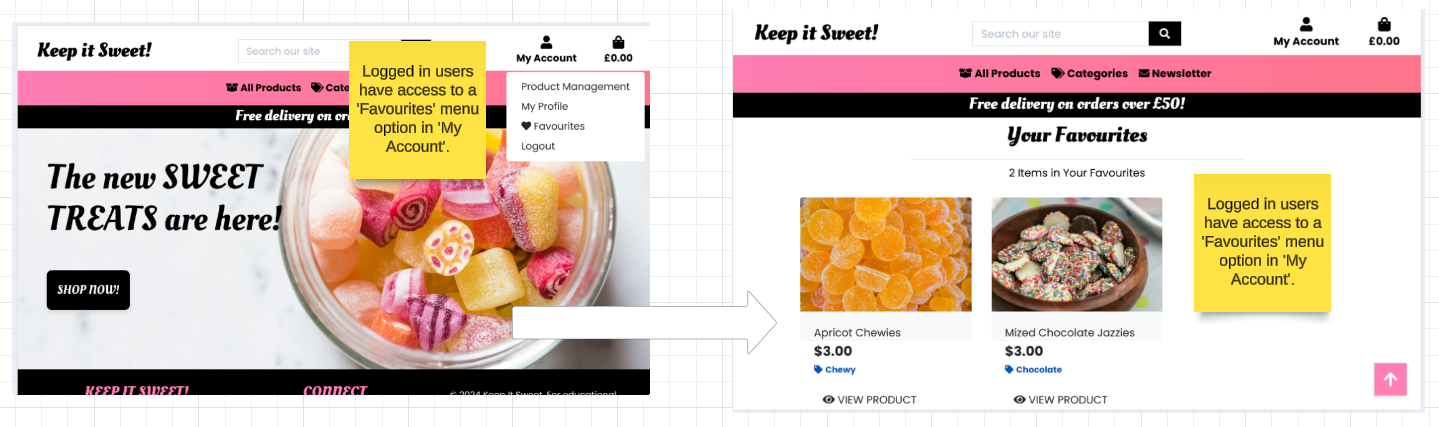 Keep it Sweet!
Search our site
My Account
£0.00
All Products
Cate
Product Management
My Profile
Favourites
Logout
Free delivery on
Logged in users
have access to a
'Favourites' menu
option in 'My
Account'.
The new SWEET
TREATS are here!
SHOP NOW!
KEEP IT SWEET!
CONNECT
© 2024 Keep It Sweet. For educational
Keep it Sweet!
Search our site
My Account
£0.00
All Products
Categories
Newsletter
Free delivery on orders over £50!
Your Favourites
2 Items in Your Favourites
Logged in users
have access to a
'Favourites' menu
option in 'My
Account'.
Apricot Chewies
$3.00
Chewy
VIEW PRODUCT
Mized Chocolate Jazzies
$3.00
Chocolate
VIEW PRODUCT